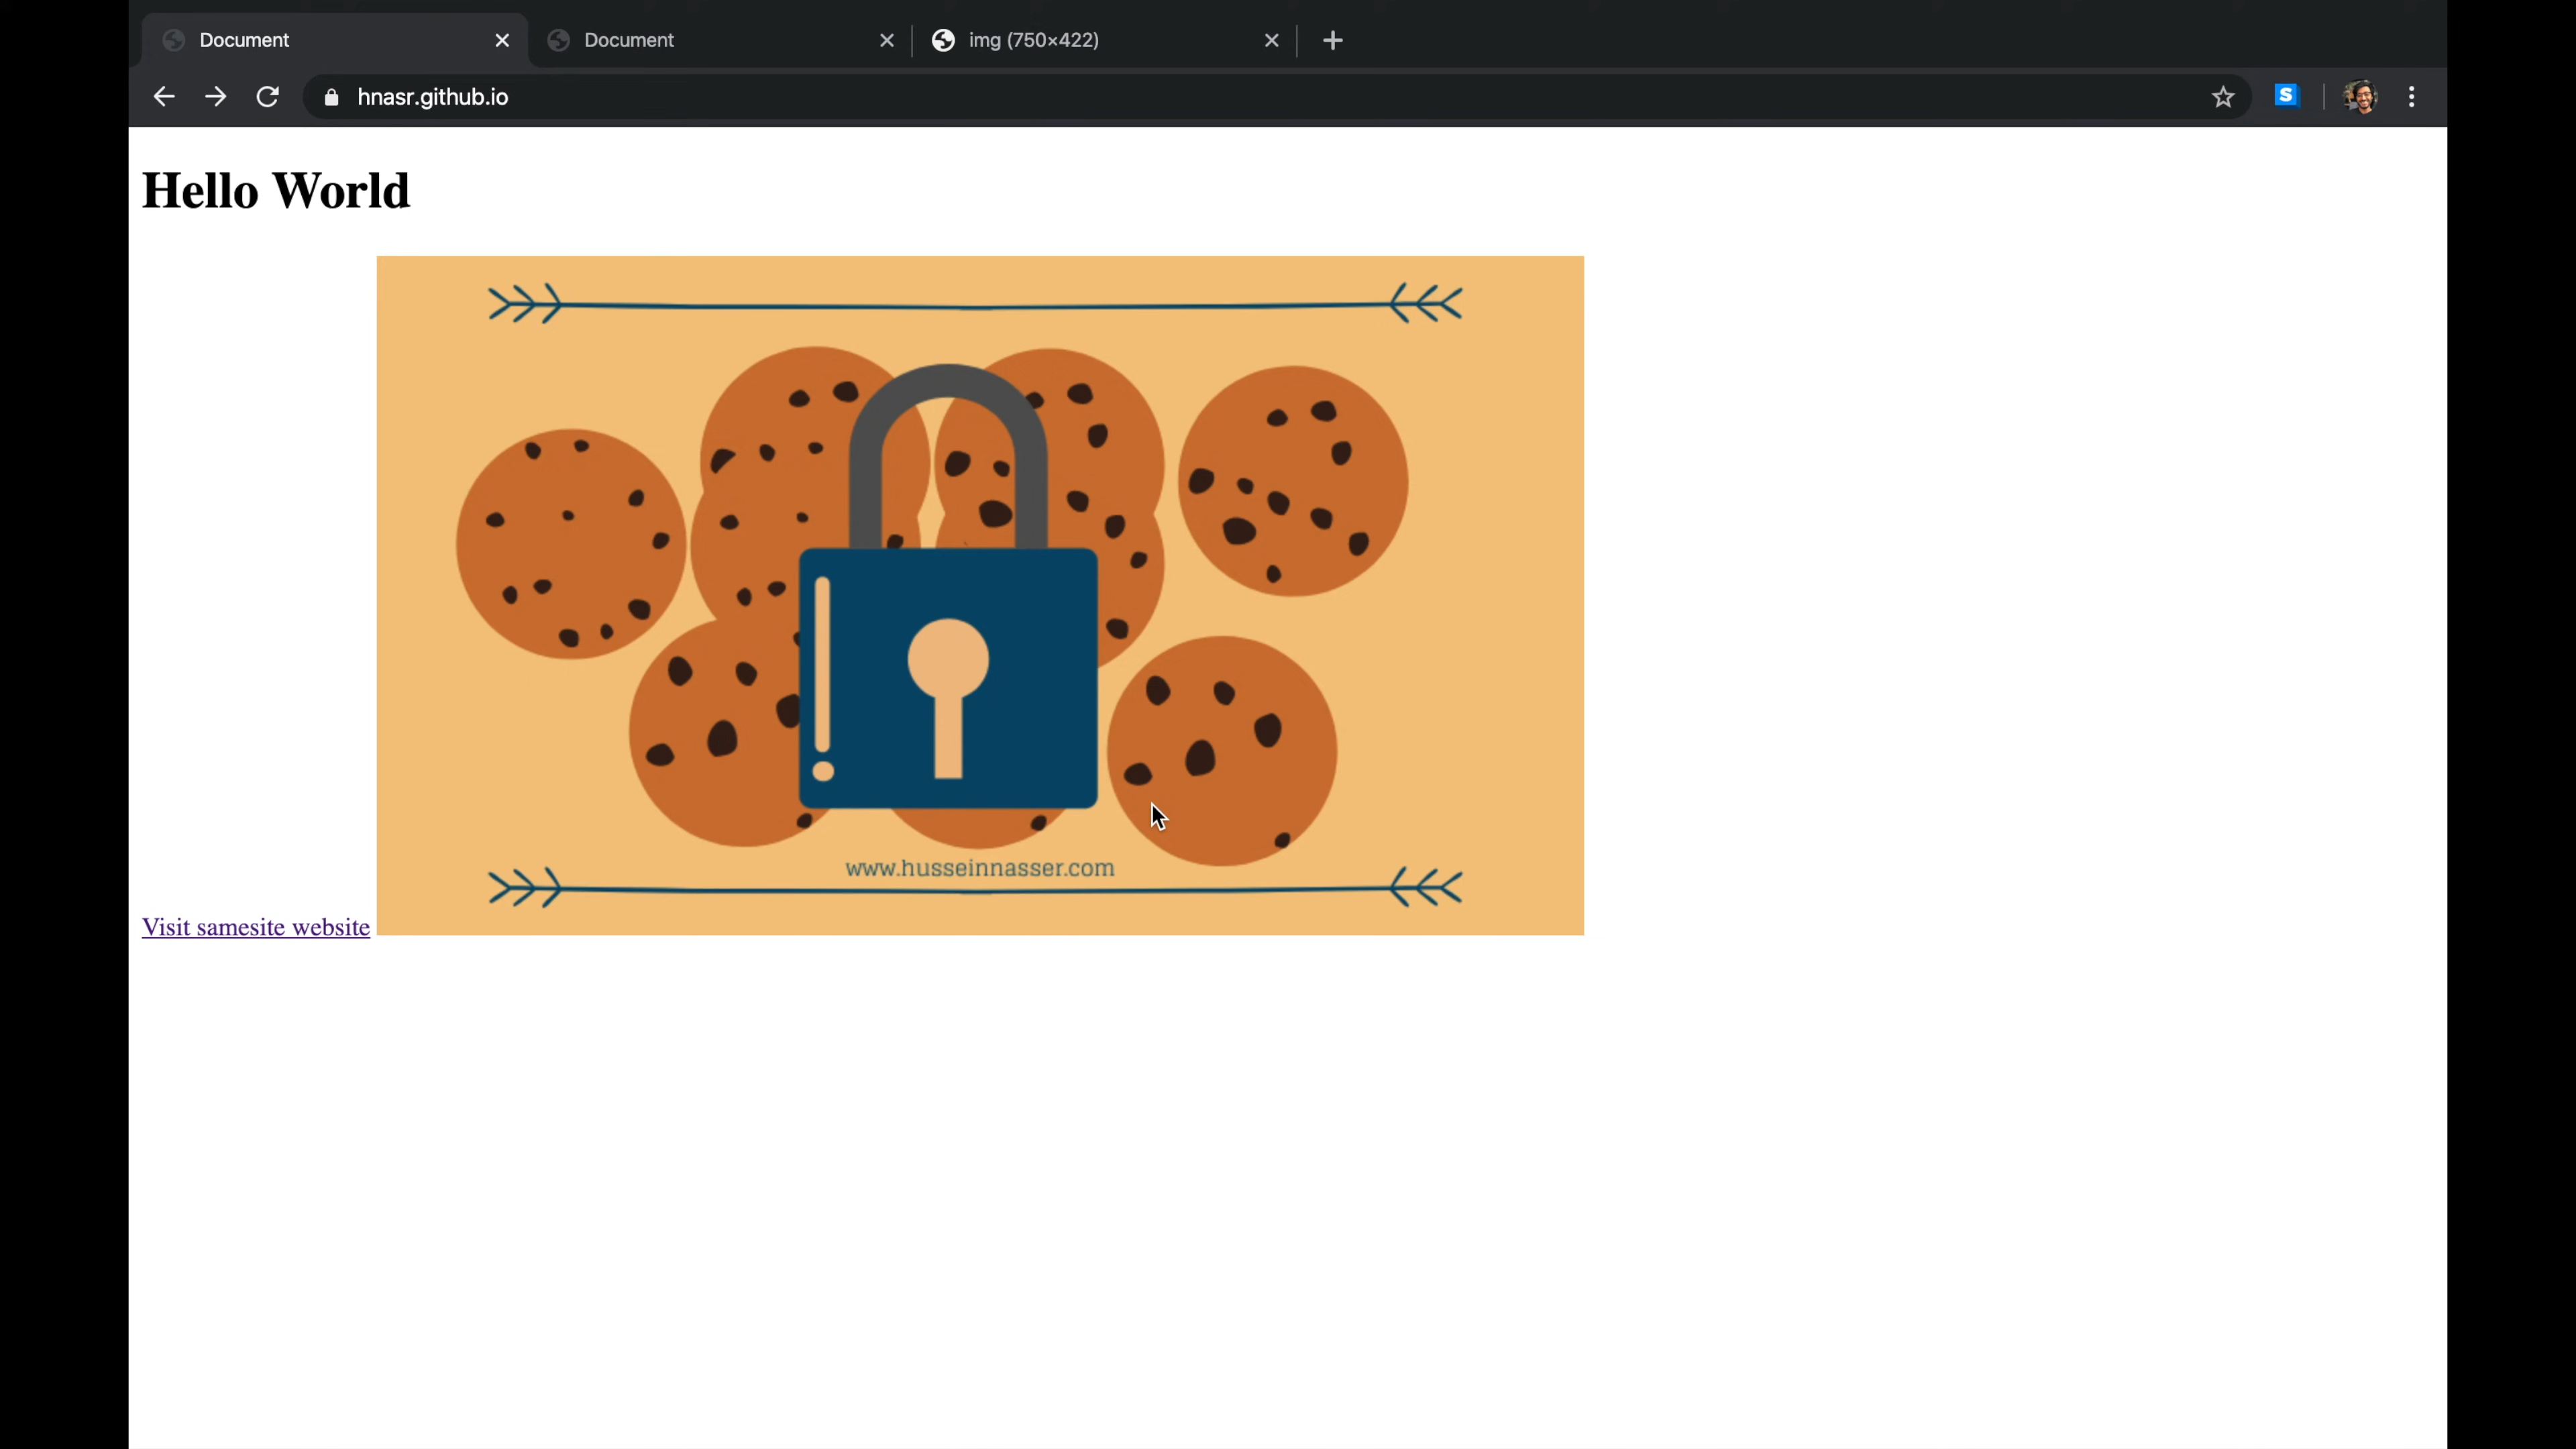 Document
Document
img (750×422)
hnasr.github.io
S
Hello World
www.husseinnasser.com
Visit samesite website